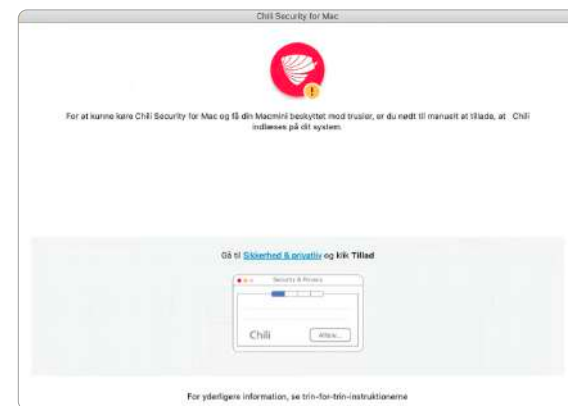 Chili Security for Mac
For at kunne køre Chili Security for Mac og få din Macmini beskyttet mod trusler, er du nødt til manuelt at tillade, at Chili
indlæses på dit system.
Gå til Sikkerhed & privatliv og klik Tillad
Security & Privacy
Chili
Allow...
For yderligere information, se trin-for-trin-instruktionerne